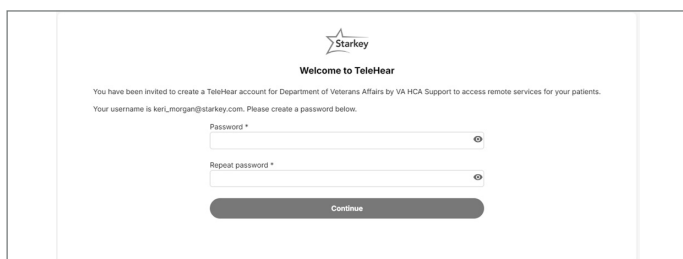 Starkey
Welcome to TeleHear
You have been invited to create a TeleHear account for Department of Veterans Affairs by VA HCA Support to access remote services for your patients.
Your username is keri_morgan@starkey.com. Please create a password below.
Password *
Repeat password *
Continue